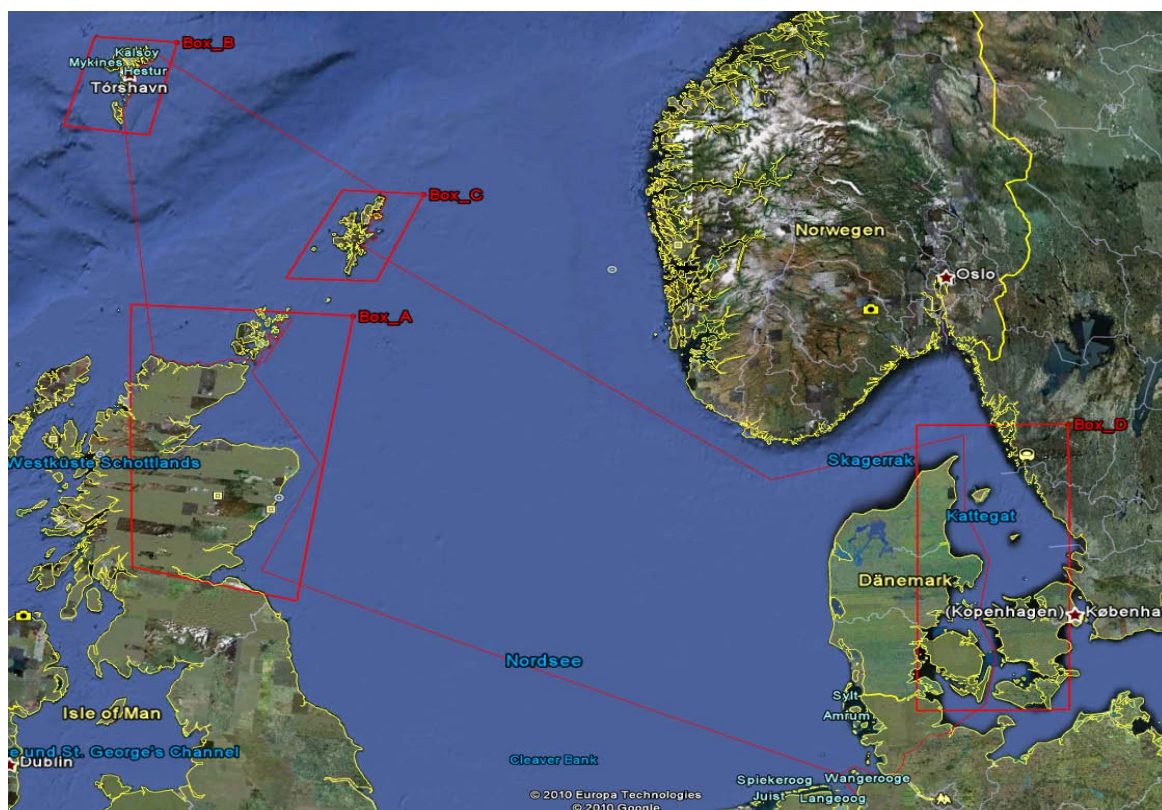 Box_B
Kalsoy
Mykines
Hestur
Tórshavn
Box_C
Norwegen
Oslo
Box_A
Box_D
Westküste Schottlands
Skagerrak
Kattegat
Dänemark
(Kopenhagen) Københa
Nordsee
Sylt
Isle of Man
Amrum
e und St. George's Channel
Dublin
Cleaver Bank
Spiekeroog Wangerooge
Juist Langeoog
© 2010 Europa Technologies
© 2010 Google